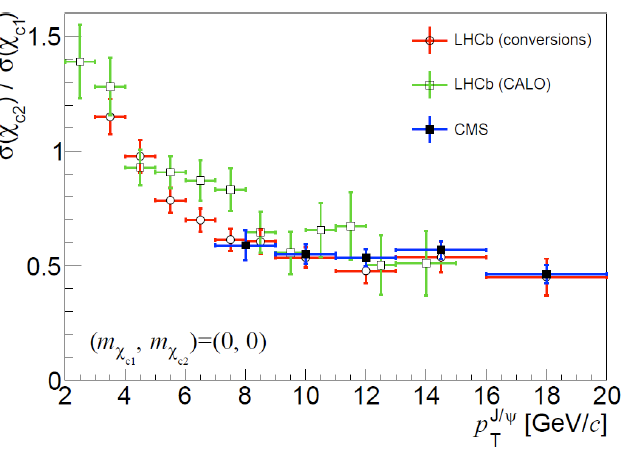 σ(χc2) / σ(χc1)
1.5
1
0.5
0
LHCb (conversions)
LHCb (CALO)
CMS
(mχc1, mχc2)=(0, 0)
2 4 6 8 10 12 14 16 18 20
pT J/ψ [GeV/c]